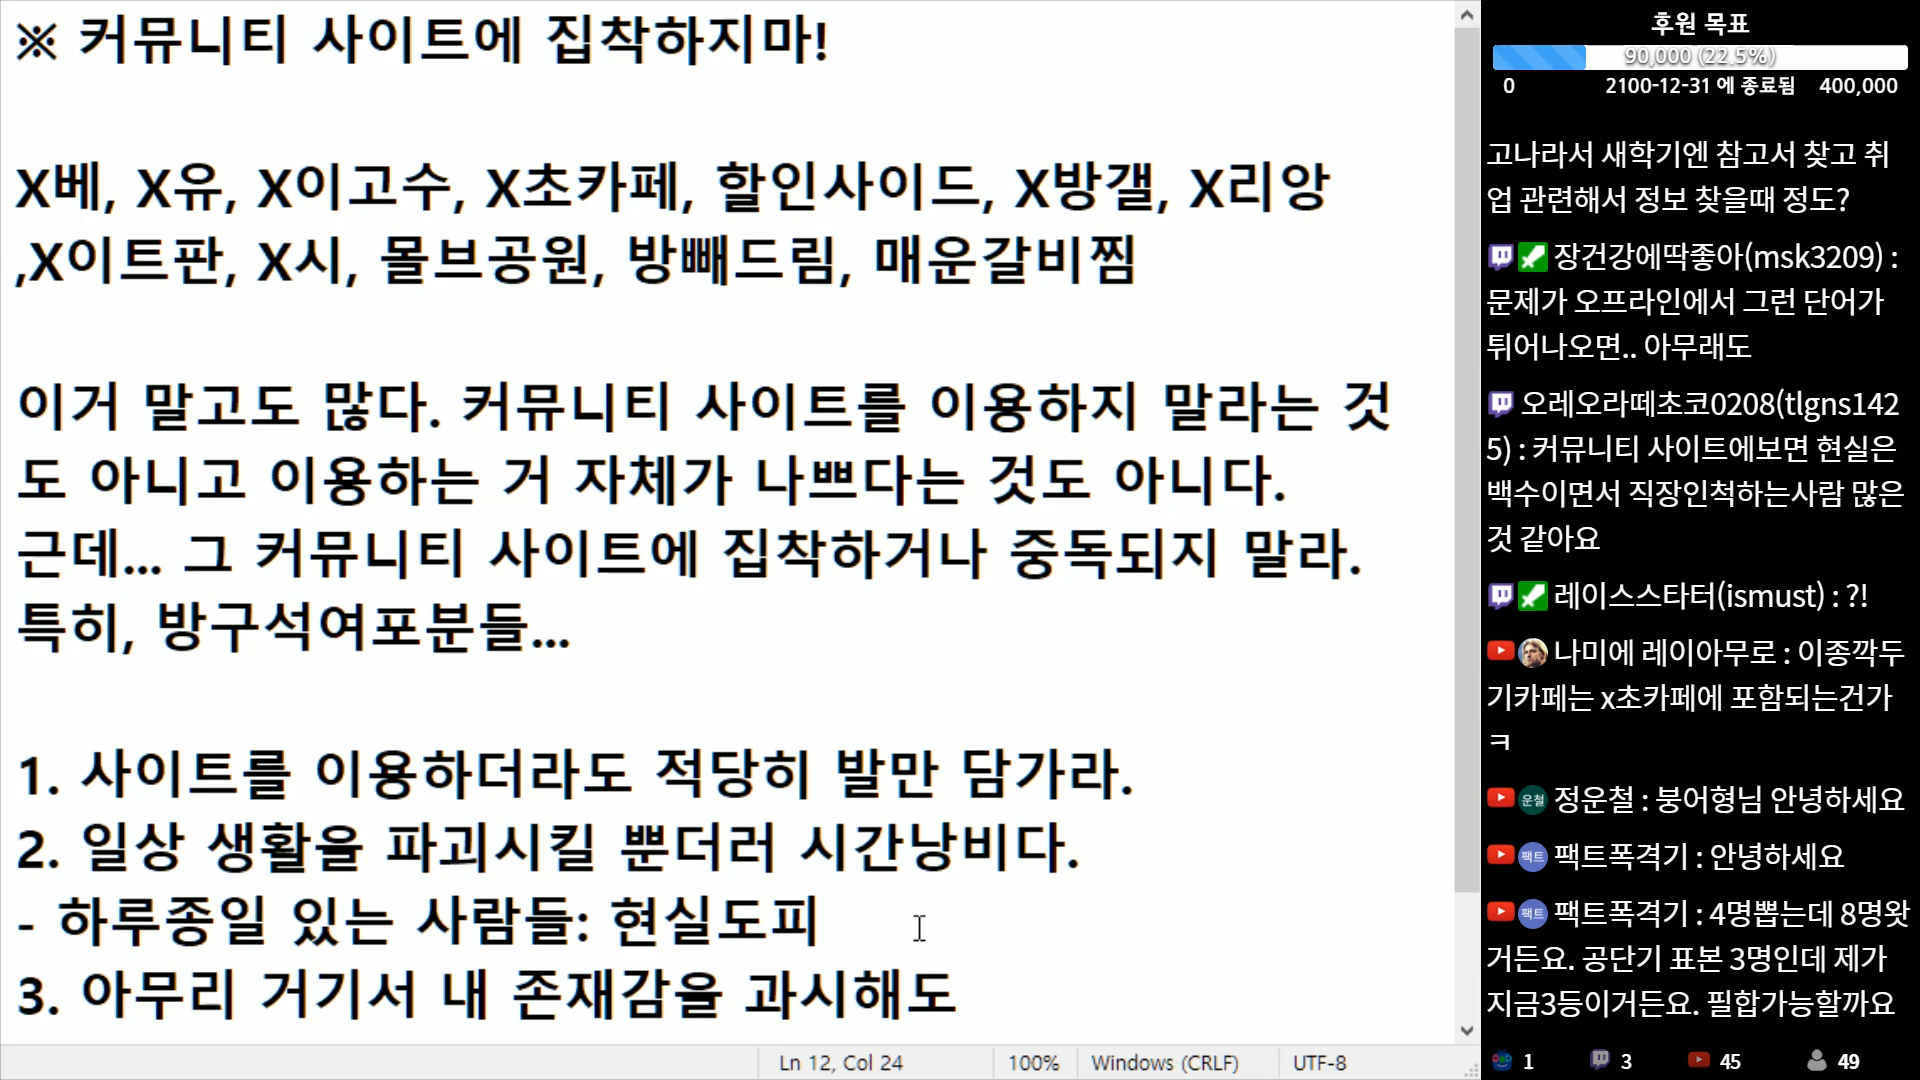 ※ 커뮤니티 사이트에 집착하지마!
X베, X유, X이고수, X초카페, 할인사이드, X방갤, X리앙
,X이트판, X시, 몰브공원, 방빼드림, 매운갈비찜
이거 말고도 많다. 커뮤니티 사이트를 이용하지 말라는 것
도 아니고 이용하는 거 자체가 나쁘다는 것도 아니다.
근데... 그 커뮤니티 사이트에 집착하거나 중독되지 말라.
특히, 방구석여포분들...
1. 사이트를 이용하더라도 적당히 발만 담가라.
2. 일상 생활을 파괴시킬 뿐더러 시간낭비다.
- 하루종일 있는 사람들: 현실도피
3. 아무리 거기서 내 존재감을 과시해도
Ln 12, Col 24
100%
Windows (CRLF)
UTF-8
후원 목표
90,000 (22.5%)
0 2100-12-31 에 종료됨 400,000
고나라서 새학기엔 참고서 찾고 취
업 관련해서 정보 찾을때 정도?
장건강에딱좋아(msk3209) :
문제가 오프라인에서 그런 단어가
튀어나오면.. 아무래도
오레오라떼초코0208(tlgns142
5) : 커뮤니티 사이트에보면 현실은
백수이면서 직장인척하는사람 많은
것 같아요
레이스스타터(ismust) : ?!
나미에 레이아무로 : 이종깍두
기카페는 x초카페에 포함되는건가
ㅋ
운철 정운철 : 붕어형님 안녕하세요
팩트 팩트폭격기 : 안녕하세요
팩트 팩트폭격기 : 4명뽑는데 8명왓
거든요. 공단기 표본 3명인데 제가
지금3등이거든요. 필합가능할까요
1 3 45 49